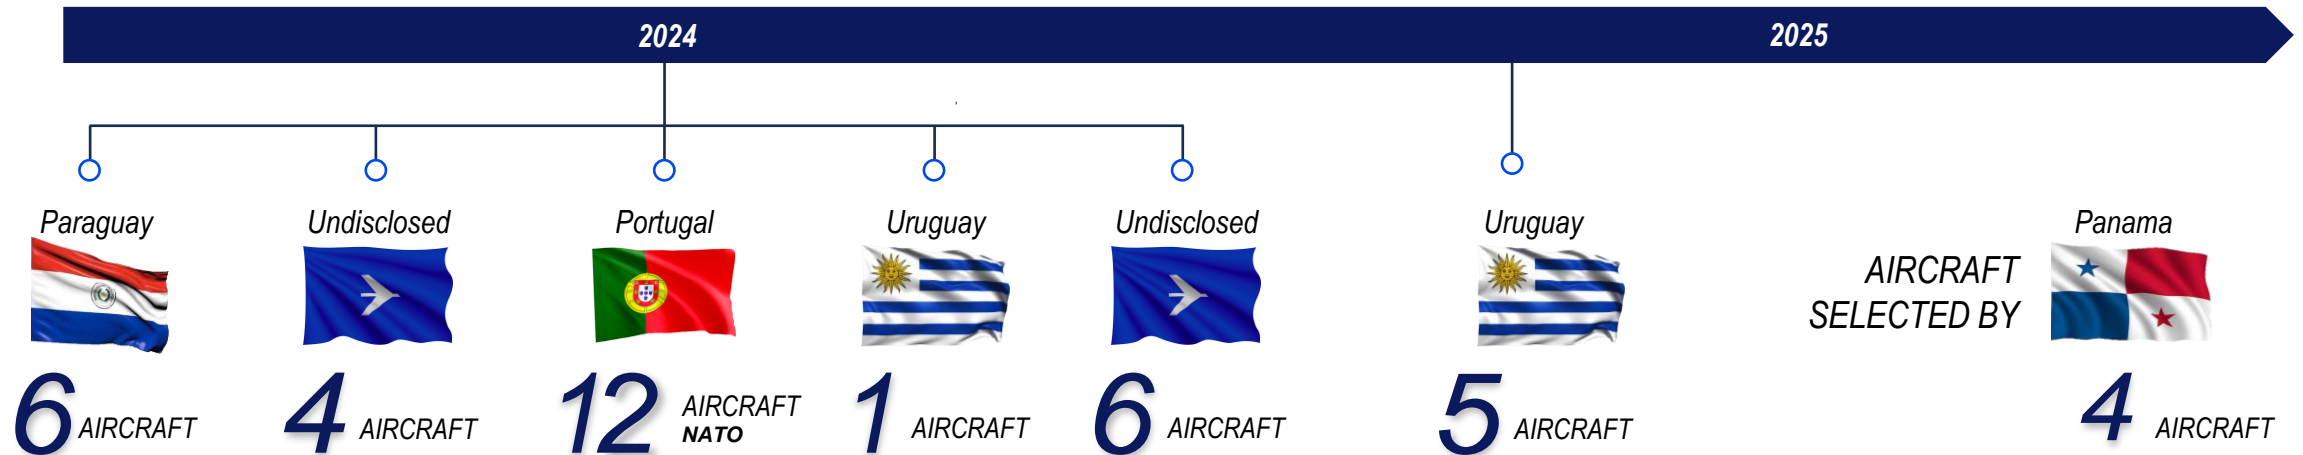 2024
2025
Paraguay
Undisclosed
Portugal
Uruguay
Undisclosed
Uruguay
Panama
AIRCRAFT
SELECTED BY
6 AIRCRAFT
4 AIRCRAFT
12 AIRCRAFT
NATO
1 AIRCRAFT
6 AIRCRAFT
5 AIRCRAFT
4 AIRCRAFT